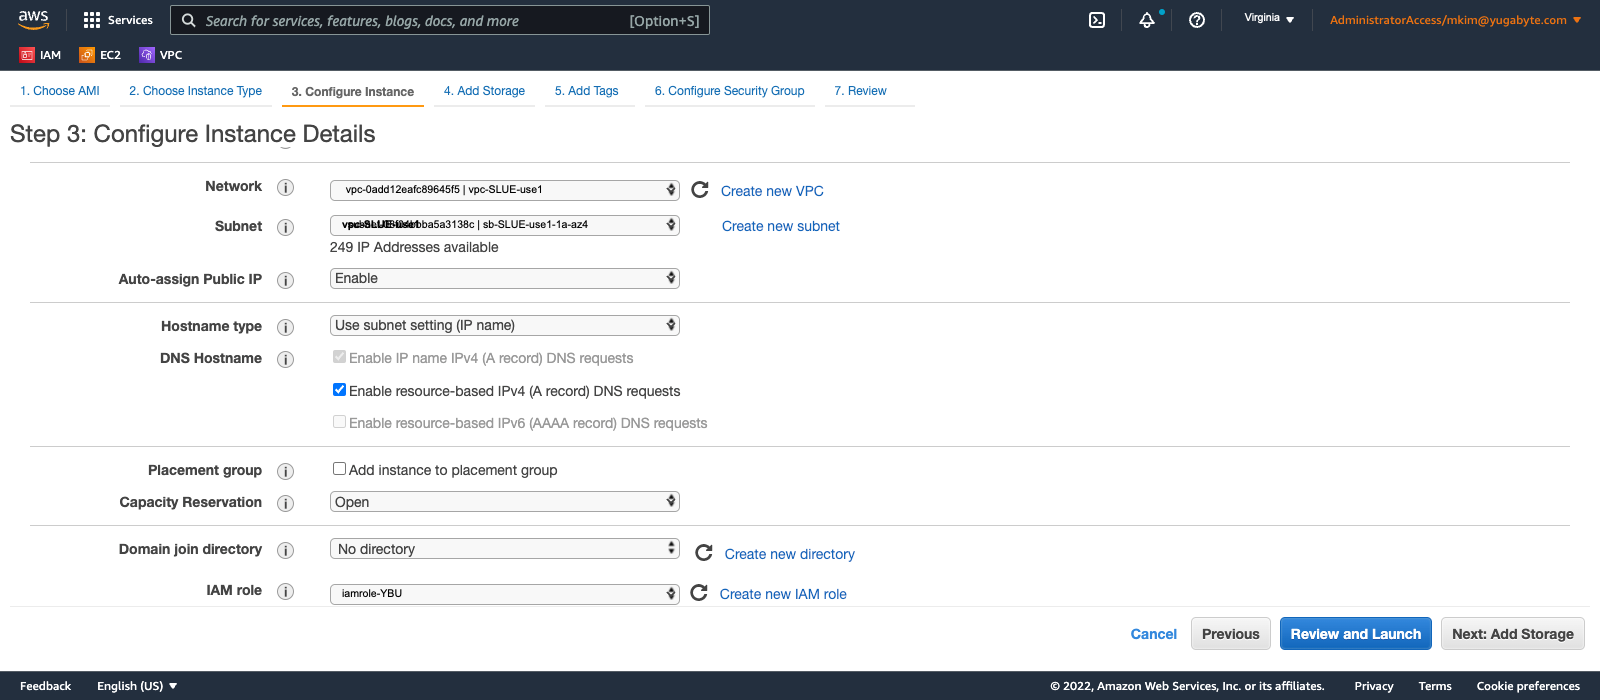 aws Services Search for services, features, blogs, docs, and more [Option+S] Virginia AdministratorAccess/mkim@yugabyte.com
IAM EC2 VPC
1. Choose AMI 2. Choose Instance Type 3. Configure Instance 4. Add Storage 5. Add Tags 6. Configure Security Group 7. Review
Step 3: Configure Instance Details
Network i vpc-0add12eafc89645f5 | vpc-SLUE-use1 Create new VPC
Subnet i ba5a3138c | sb-SLUE-use1-1a-az4 Create new subnet
249 IP Addresses available
Auto-assign Public IP i Enable
Hostname type i Use subnet setting (IP name)
DNS Hostname i Enable IP name IPv4 (A record) DNS requests
Enable resource-based IPv4 (A record) DNS requests
Enable resource-based IPv6 (AAAA record) DNS requests
Placement group i Add instance to placement group
Capacity Reservation i Open
Domain join directory i No directory Create new directory
IAM role i iamrole-YBU Create new IAM role
Cancel Previous Review and Launch Next: Add Storage
Feedback English (US) © 2022, Amazon Web Services, Inc. or its affiliates. Privacy Terms Cookie preferences